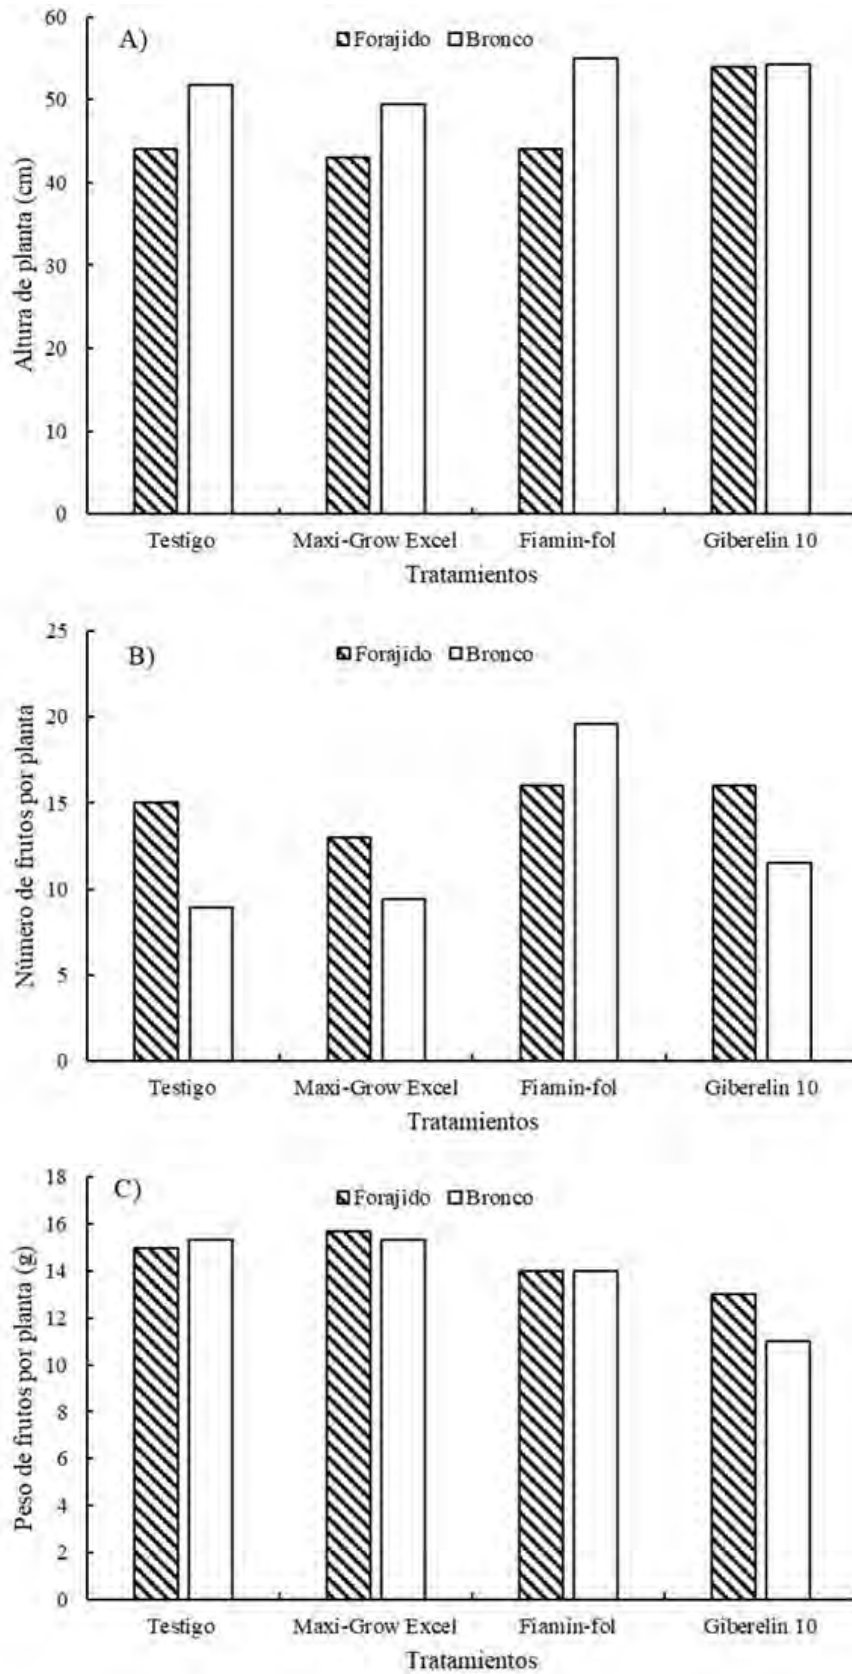 A)
Forajido Bronco
60
50
40
30
20
10
0
Altura de planta (cm)
Testigo Maxi-Grow Excel Fiamin-fol Giberelin 10
Tratamientos
B)
Forajido Bronco
25
20
15
10
5
0
Número de frutos por planta
Testigo Maxi-Grow Excel Fiamin-fol Giberelin 10
Tratamientos
C)
Forajido Bronco
18
16
14
12
10
8
6
4
2
0
Peso de frutos por planta (g)
Testigo Maxi-Grow Excel Fiamin-fol Giberelin 10
Tratamientos